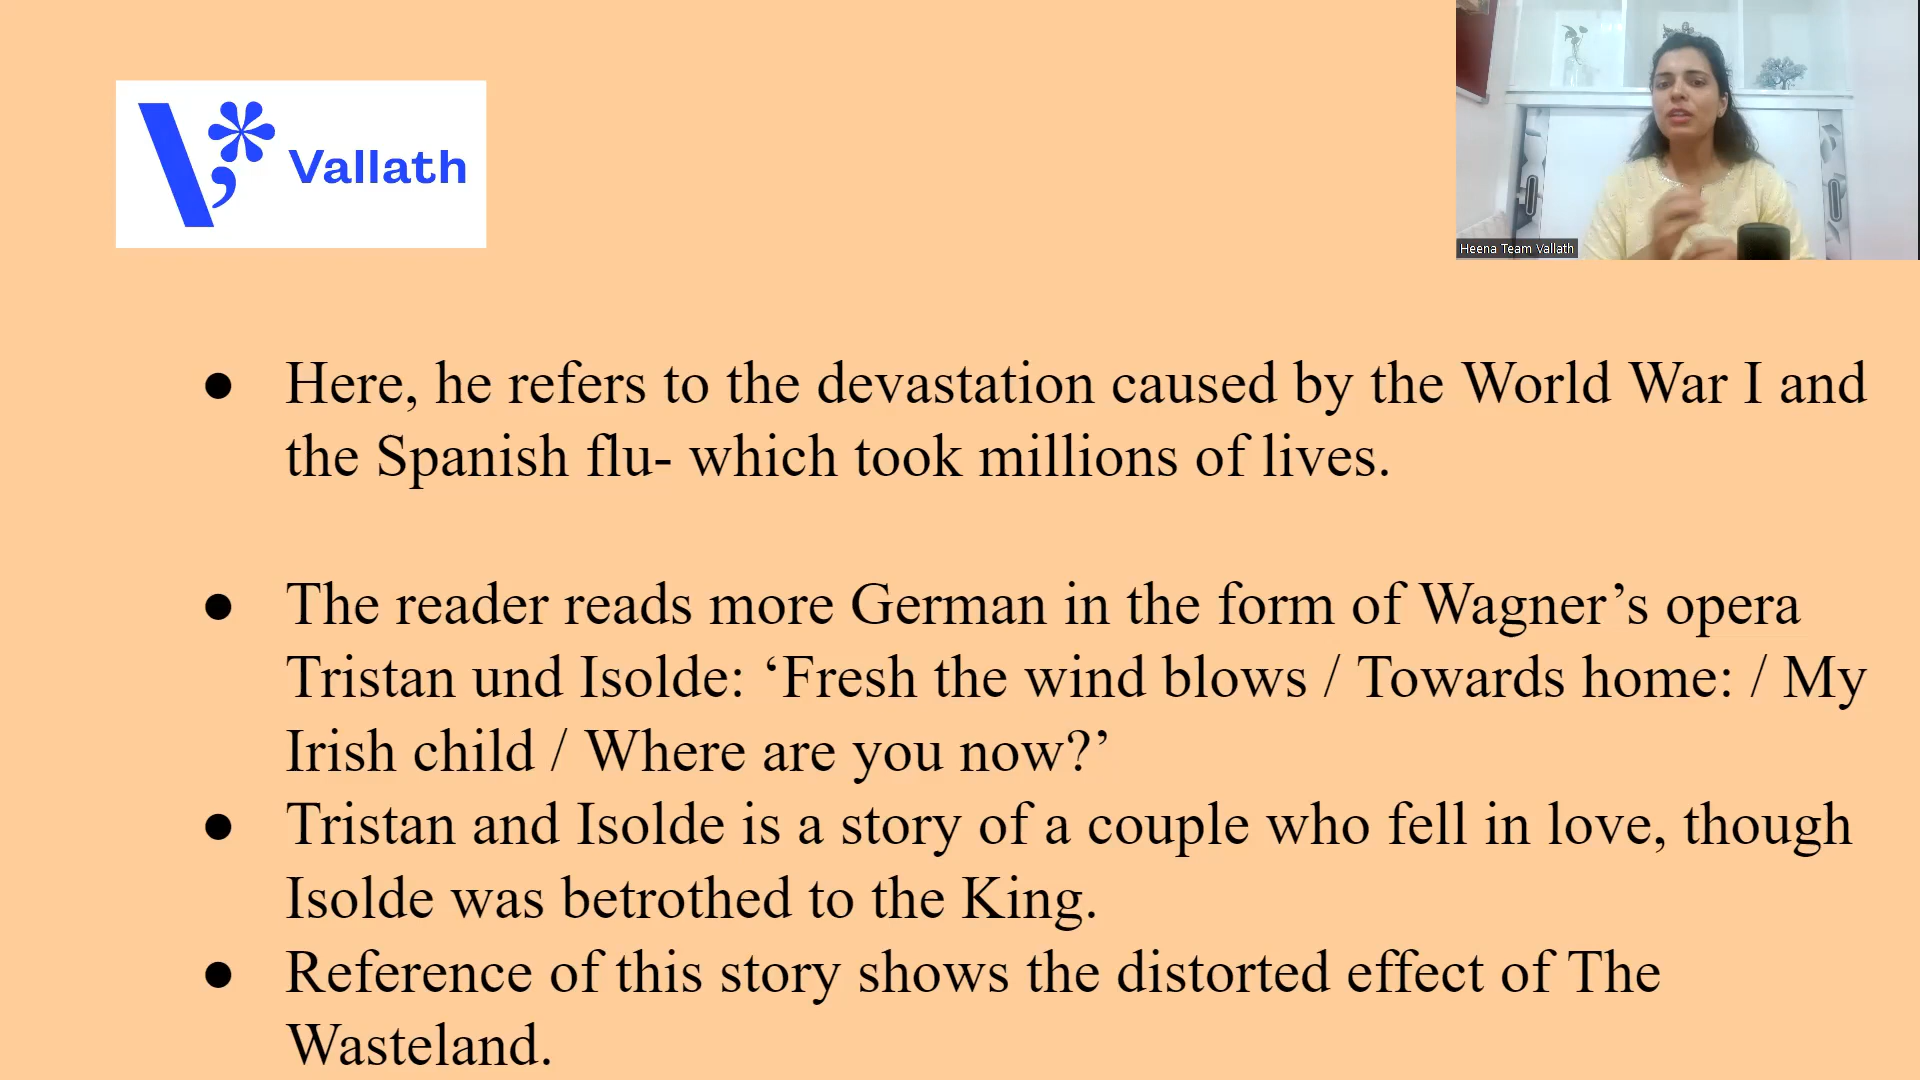 Vallath
Heena Team Vallath
● Here, he refers to the devastation caused by the World War I and
the Spanish flu- which took millions of lives.
● The reader reads more German in the form of Wagner’s opera
Tristan und Isolde: ‘Fresh the wind blows / Towards home: / My
Irish child / Where are you now?’
● Tristan and Isolde is a story of a couple who fell in love, though
Isolde was betrothed to the King.
● Reference of this story shows the distorted effect of The
Wasteland.